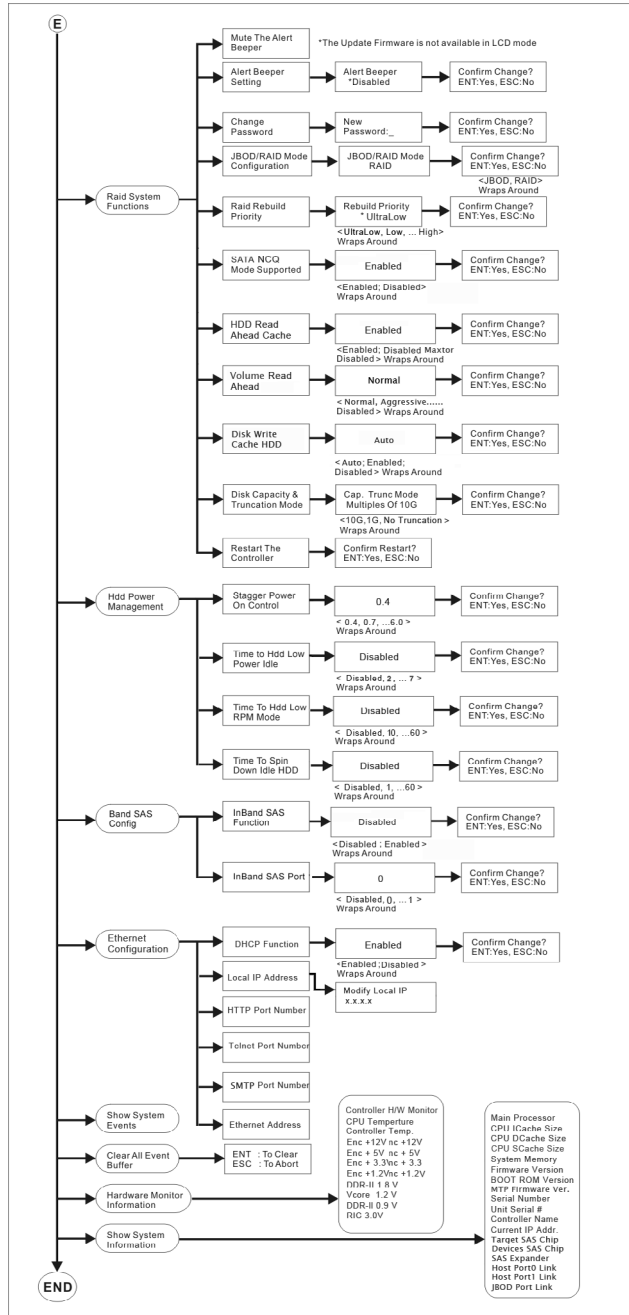 E
Mute The Alert
Beeper
*The Update Firmware is not available in LCD mode
Alert Beeper
Setting
Alert Beeper
*Disabled
Confirm Change?
ENT:Yes, ESC:No
Change
Password
New
Password:_
Confirm Change?
ENT:Yes, ESC:No
JBOD/RAID Mode
Configuration
JBOD/RAID Mode
RAID
Confirm Change?
ENT:Yes, ESC:No
<JBOD, RAID>
Wraps Around
Raid System
Functions
Raid Rebuild
Priority
Rebuild Priority
* UltraLow
Confirm Change?
ENT:Yes, ESC:No
<UltraLow, Low, ... High>
Wraps Around
SATA NCQ
Mode Supported
Enabled
Confirm Change?
ENT:Yes, ESC:No
<Enabled; Disabled>
Wraps Around
HDD Read
Ahead Cache
Enabled
Confirm Change?
ENT:Yes, ESC:No
<Enabled; Disabled Maxtor
Disabled> Wraps Around
Volume Read
Ahead
Normal
Confirm Change?
ENT:Yes, ESC:No
< Normal, Aggressive......
Disabled> Wraps Around
Disk Write
Cache HDD
Auto
Confirm Change?
ENT:Yes, ESC:No
<Auto; Enabled;
Disabled> Wraps Around
Disk Capacity &
Truncation Mode
Cap. Trunc Mode
Multiples Of 10G
Confirm Change?
ENT:Yes, ESC:No
<10G,1G, No Truncation >
Wraps Around
Restart The
Controller
Confirm Restart?
ENT:Yes, ESC:No
Hdd Power
Management
Stagger Power
On Control
0.4
Confirm Change?
ENT:Yes, ESC:No
< 0.4, 0.7, ...6.0 >
Wraps Around
Time to Hdd Low
Power Idle
Disabled
Confirm Change?
ENT:Yes, ESC:No
< Disabled, 2 , ... 7 >
Wraps Around
Time To Hdd Low
RPM Mode
Disabled
Confirm Change?
ENT:Yes, ESC:No
< Disabled, 10, ...60 >
Wraps Around
Time To Spin
Down Idle HDD
Disabled
Confirm Change?
ENT:Yes, ESC:No
< Disabled, 1, ...60 >
Wraps Around
Band SAS
Config
InBand SAS
Function
Disabled
Confirm Change?
ENT:Yes, ESC:No
<Disabled ; Enabled >
Wraps Around
InBand SAS Port
0
Confirm Change?
ENT:Yes, ESC:No
< Disabled, 0, ... 1 >
Wraps Around
Ethernet
Configuration
DHCP Function
Enabled
Confirm Change?
ENT:Yes, ESC:No
<Enabled ;Disabled >
Wraps Around
Local IP Address
Modify Local IP
x.x.x.x
HTTP Port Number
Telnet Port Number
SMTP Port Number
Ethernet Address
Show System
Events
Clear All Event
Buffer
ENT : To Clear
ESC : To Abort
Hardware Monitor
Information
Controller H/W Monitor
CPU Temperture
Controller Temp.
Enc +12V nc +12V
Enc + 5V nc + 5V
Enc + 3.3Vnc + 3.3
Enc +1.2Vnc +1.2V
DDR-II 1.8 V
Vcore 1.2 V
DDR-II 0.9 V
RIC 3.0V
Show System
Information
Main Processor
CPU ICache Size
CPU DCache Size
CPU SCache Size
System Memory
Firmware Version
BOOT ROM Version
MTP Firmware Ver.
Serial Number
Unit Serial #
Controller Name
Current IP Addr.
Target SAS Chip
Devices SAS Chip
SAS Expander
Host Port0 Link
Host Port1 Link
JBOD Port Link
END